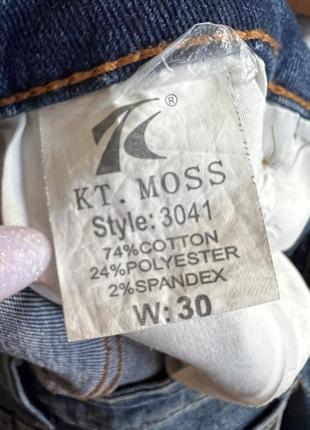 ®
KT. MOSS
Style: 3041
74%COTTON
24%POLYESTER
2%SPANDEX
W: 30